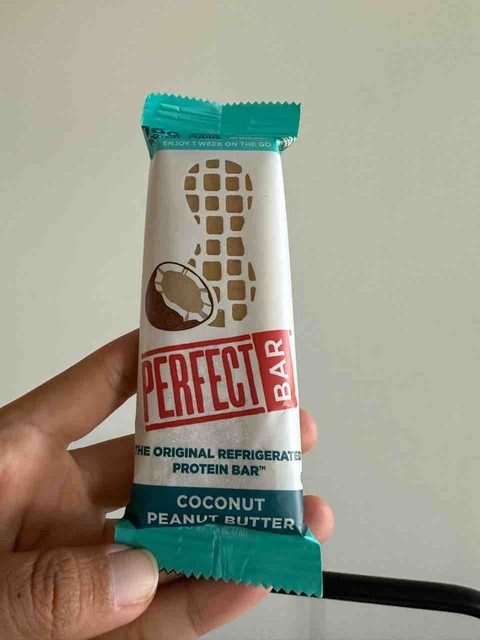 ENJOY 1 WEEK ON THE GO
PERFECT BAR
THE ORIGINAL REFRIGERATED
PROTEIN BAR™
COCONUT
PEANUT BUTTER